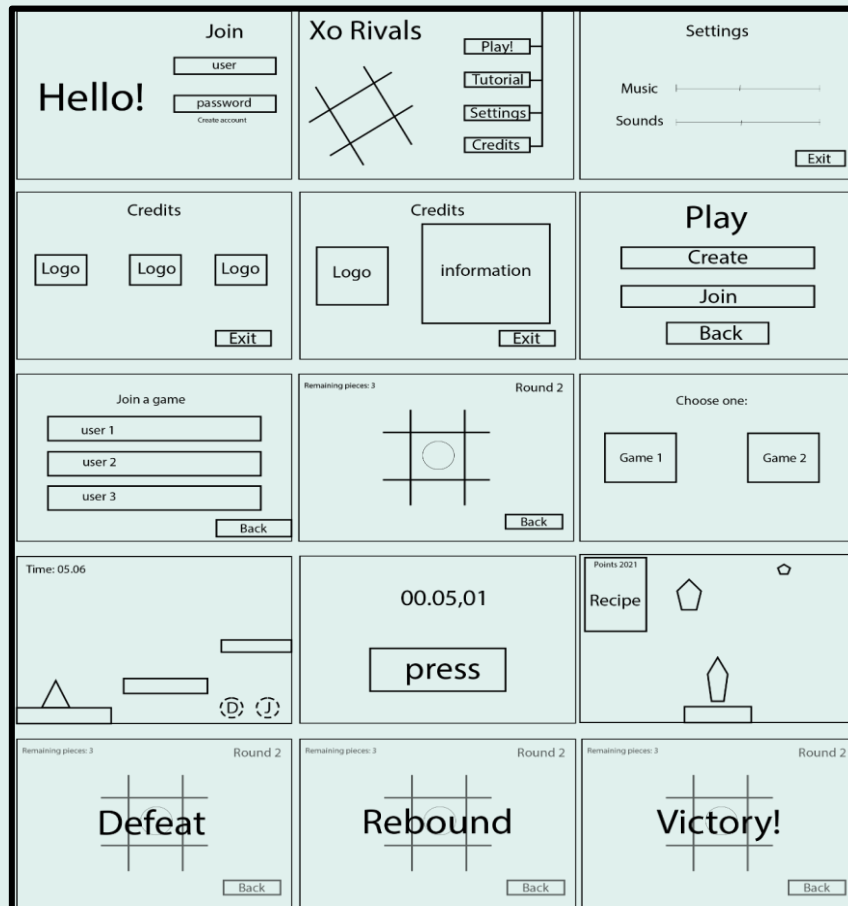 Join
user
Hello!
password
Create account
Xo Rivals
Play!
Tutorial
Settings
Credits
Settings
Music
Sounds
Exit
Credits
Logo Logo Logo
Exit
Credits
Logo
information
Exit
Play
Create
Join
Back
Join a game
user 1
user 2
user 3
Back
Remaining pieces: 3 Round 2
Back
Choose one:
Game 1 Game 2
Time: 05.06
D J
00.05,01
press
Points 2021
Recipe
Remaining pieces: 3 Round 2
Defeat
Back
Remaining pieces: 3 Round 2
Rebound
Back
Remaining pieces: 3 Round 2
Victory!
Back